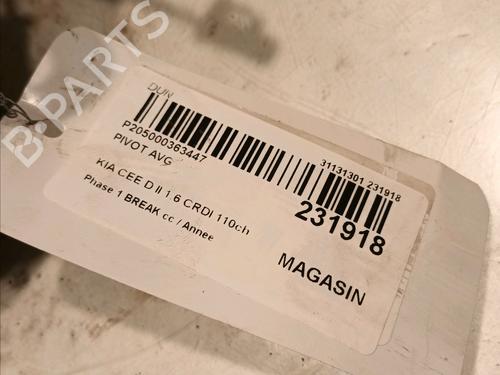 DUN
P205000363447
31131301 231918
PIVOT AVG
231918
KIA CEE D II 1.6 CRDI 110ch
Phase 1 BREAK cc / Annee
MAGASIN
B-PARTS